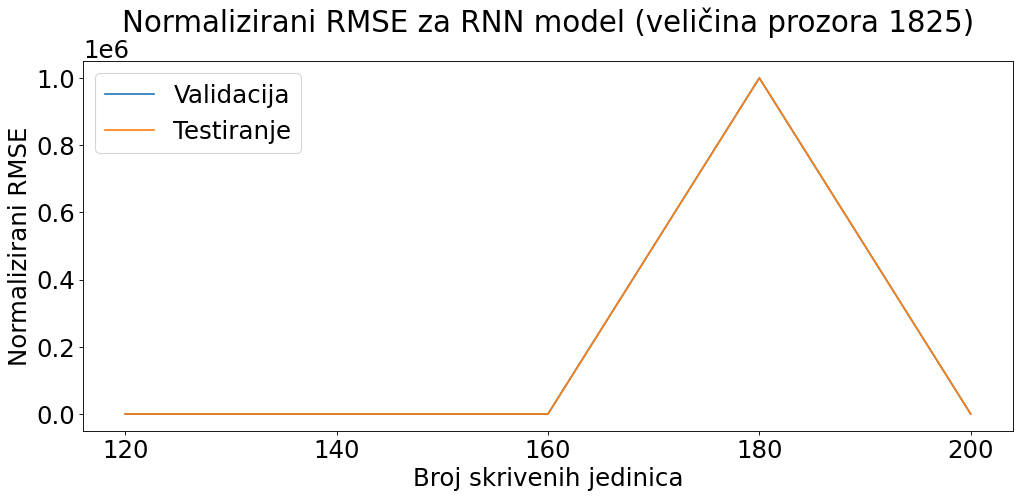 Normalizirani RMSE za RNN model (veličina prozora 1825)
1e6
Validacija
Testiranje
Normalizirani RMSE
1.0
0.8
0.6
0.4
0.2
0.0
120 140 160 180 200
Broj skrivenih jedinica